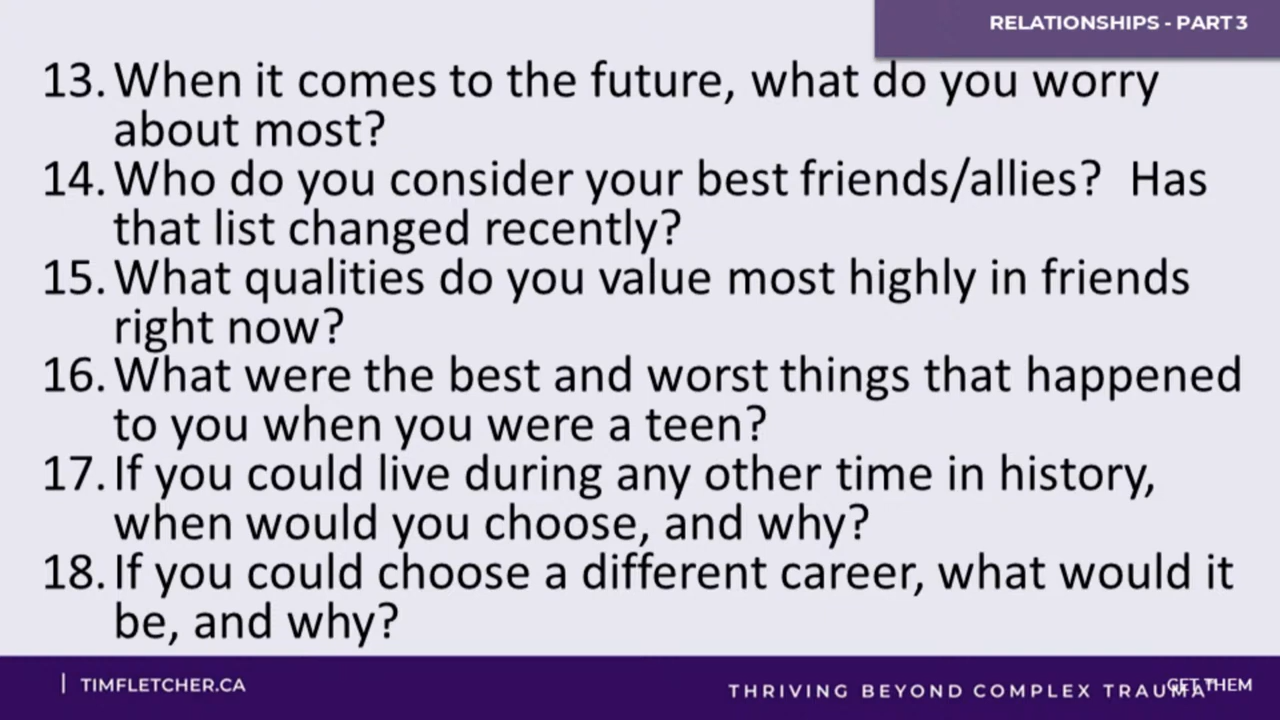 RELATIONSHIPS - PART 3
13. When it comes to the future, what do you worry
about most?
14. Who do you consider your best friends/allies?  Has
that list changed recently?
15. What qualities do you value most highly in friends
right now?
16. What were the best and worst things that happened
to you when you were a teen?
17. If you could live during any other time in history,
when would you choose, and why?
18. If you could choose a different career, what would it
be, and why?
| TIMFLETCHER.CA
THRIVING BEYOND COMPLEX TRAUMA
GET THEM